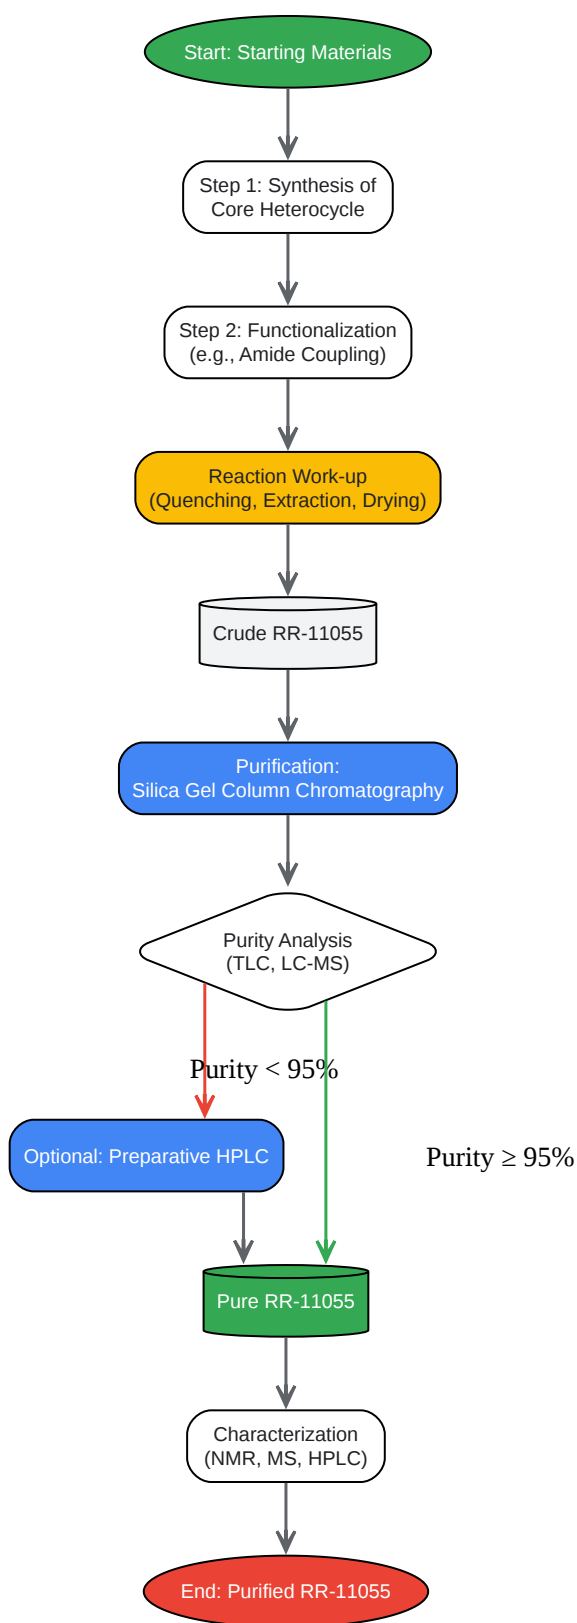 Start: Starting Materials
Step 1: Synthesis of
Core Heterocycle
Step 2: Functionalization
(e.g., Amide Coupling)
Reaction Work-up
(Quenching, Extraction, Drying)
Crude RR-11055
Purification:
Silica Gel Column Chromatography
Purity Analysis
(TLC, LC-MS)
Purity < 95%
Optional: Preparative HPLC
Purity ≥ 95%
Pure RR-11055
Characterization
(NMR, MS, HPLC)
End: Purified RR-11055